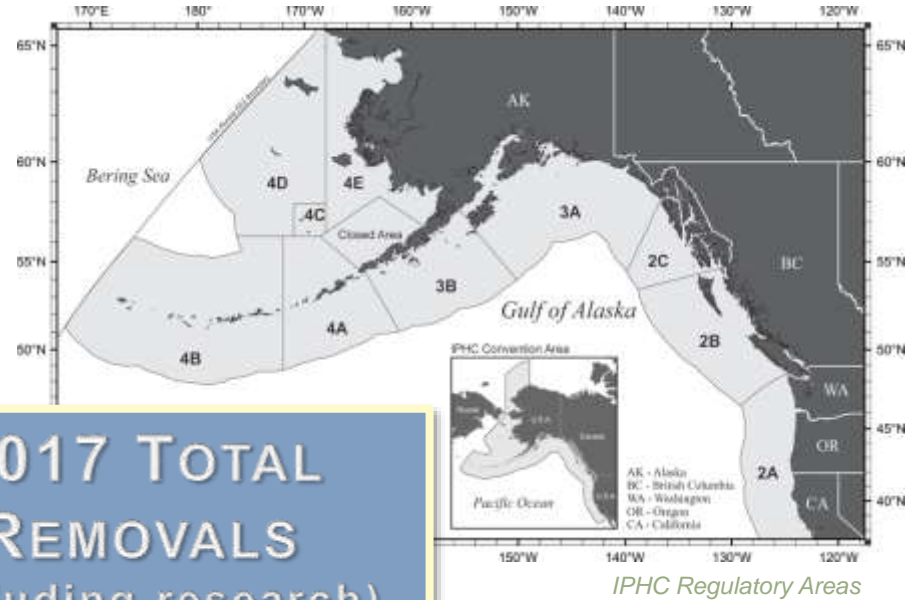 170°E 180° 170°W 160°W 150°W 140°W 130°W 120°W
65°N 65°N
AK
60°N 60°N
Bering Sea
4D 4E
4C
3A
Closed Area
55°N 55°N
2C
BC
3B
Gulf of Alaska
4A
2B
50°N 50°N
4B
IPHC Convention Area
WA
45°N
OR
2A
AK - Alaska
BC - British Columbia
WA - Washington
OR - Oregon
CA - California
Pacific Ocean
CA
40°N
150°W 140°W 130°W 120°W
IPHC Regulatory Areas
017 TOTAL
REMOVALS
uding research)